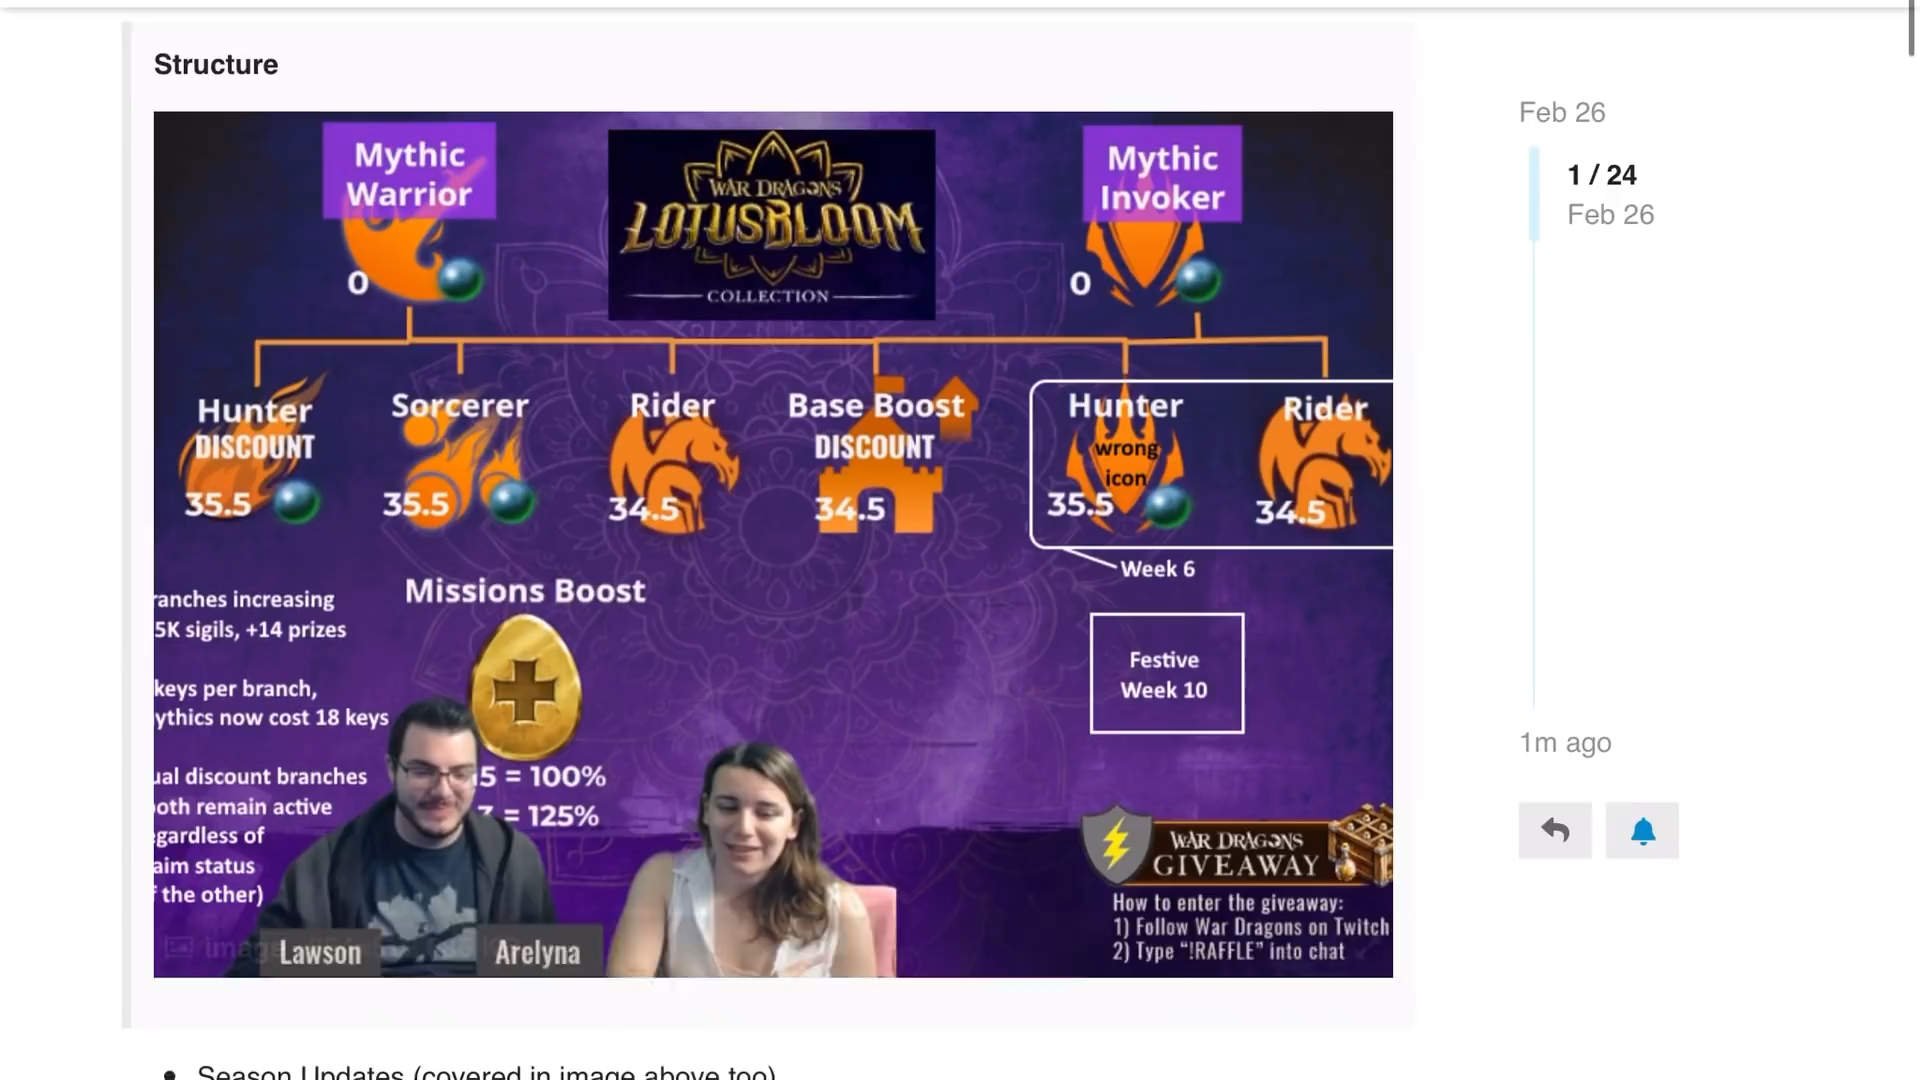 Structure
Feb 26
1 / 24
Feb 26
Mythic
Warrior
0
WAR DRAGONS
LOTUSBLOOM
COLLECTION
Mythic
Invoker
0
Hunter
DISCOUNT
35.5
Sorcerer
35.5
Rider
34.5
Base Boost
DISCOUNT
34.5
Hunter
wrong
icon
35.5
Rider
34.5
Week 6
ranches increasing
5K sigils, +14 prizes
keys per branch,
ythics now cost 18 keys
ual discount branches
oth remain active
egardless of
aim status
f the other)
Missions Boost
5 = 100%
= 125%
Festive
Week 10
1m ago
WAR DRAGONS
GIVEAWAY
How to enter the giveaway:
1) Follow War Dragons on Twitch
2) Type “!RAFFLE” into chat
Lawson
Arelyna
Season Updates (covered in image above too)